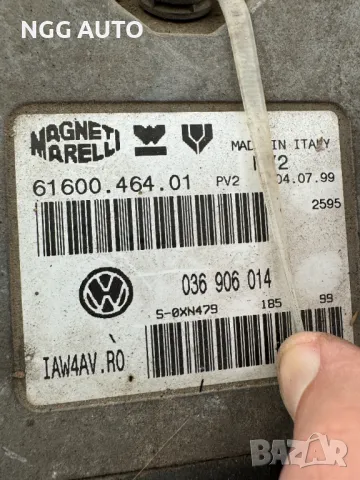 NGG AUTO
MAGNETI
MARELLI
MADE IN ITALY
61600.464.01
PV2
04.07.99
2595
036 906 014
S-0XN479
185
99
IAW4AV.RO
BAZAR